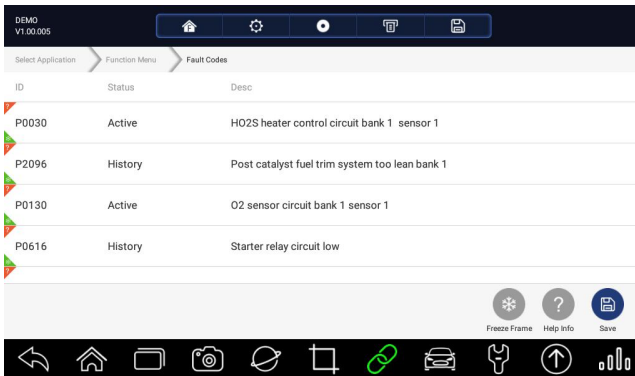 DEMO
V1.00.005
Select Application Function Menu Fault Codes
ID Status Desc
P0030 Active HO2S heater control circuit bank 1 sensor 1
P2096 History Post catalyst fuel trim system too lean bank 1
P0130 Active O2 sensor circuit bank 1 sensor 1
P0616 History Starter relay circuit low
Freeze Frame Help Info Save